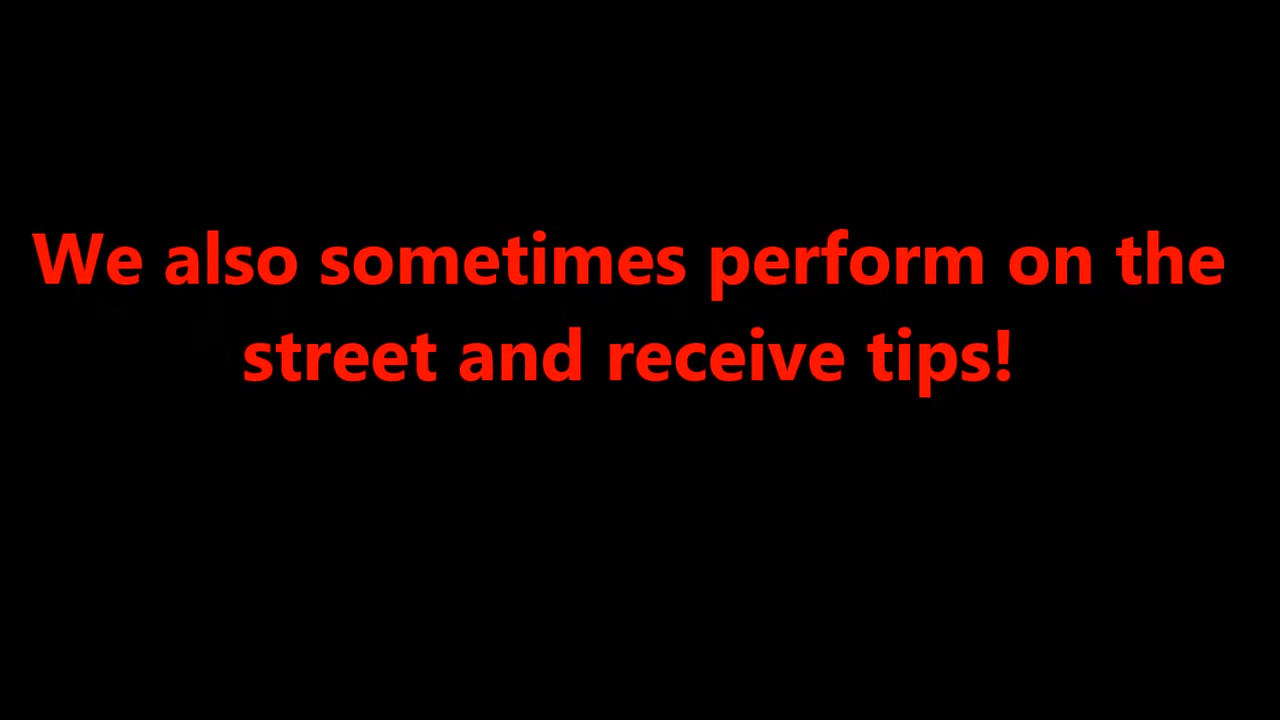 We also sometimes perform on the
street and receive tips!